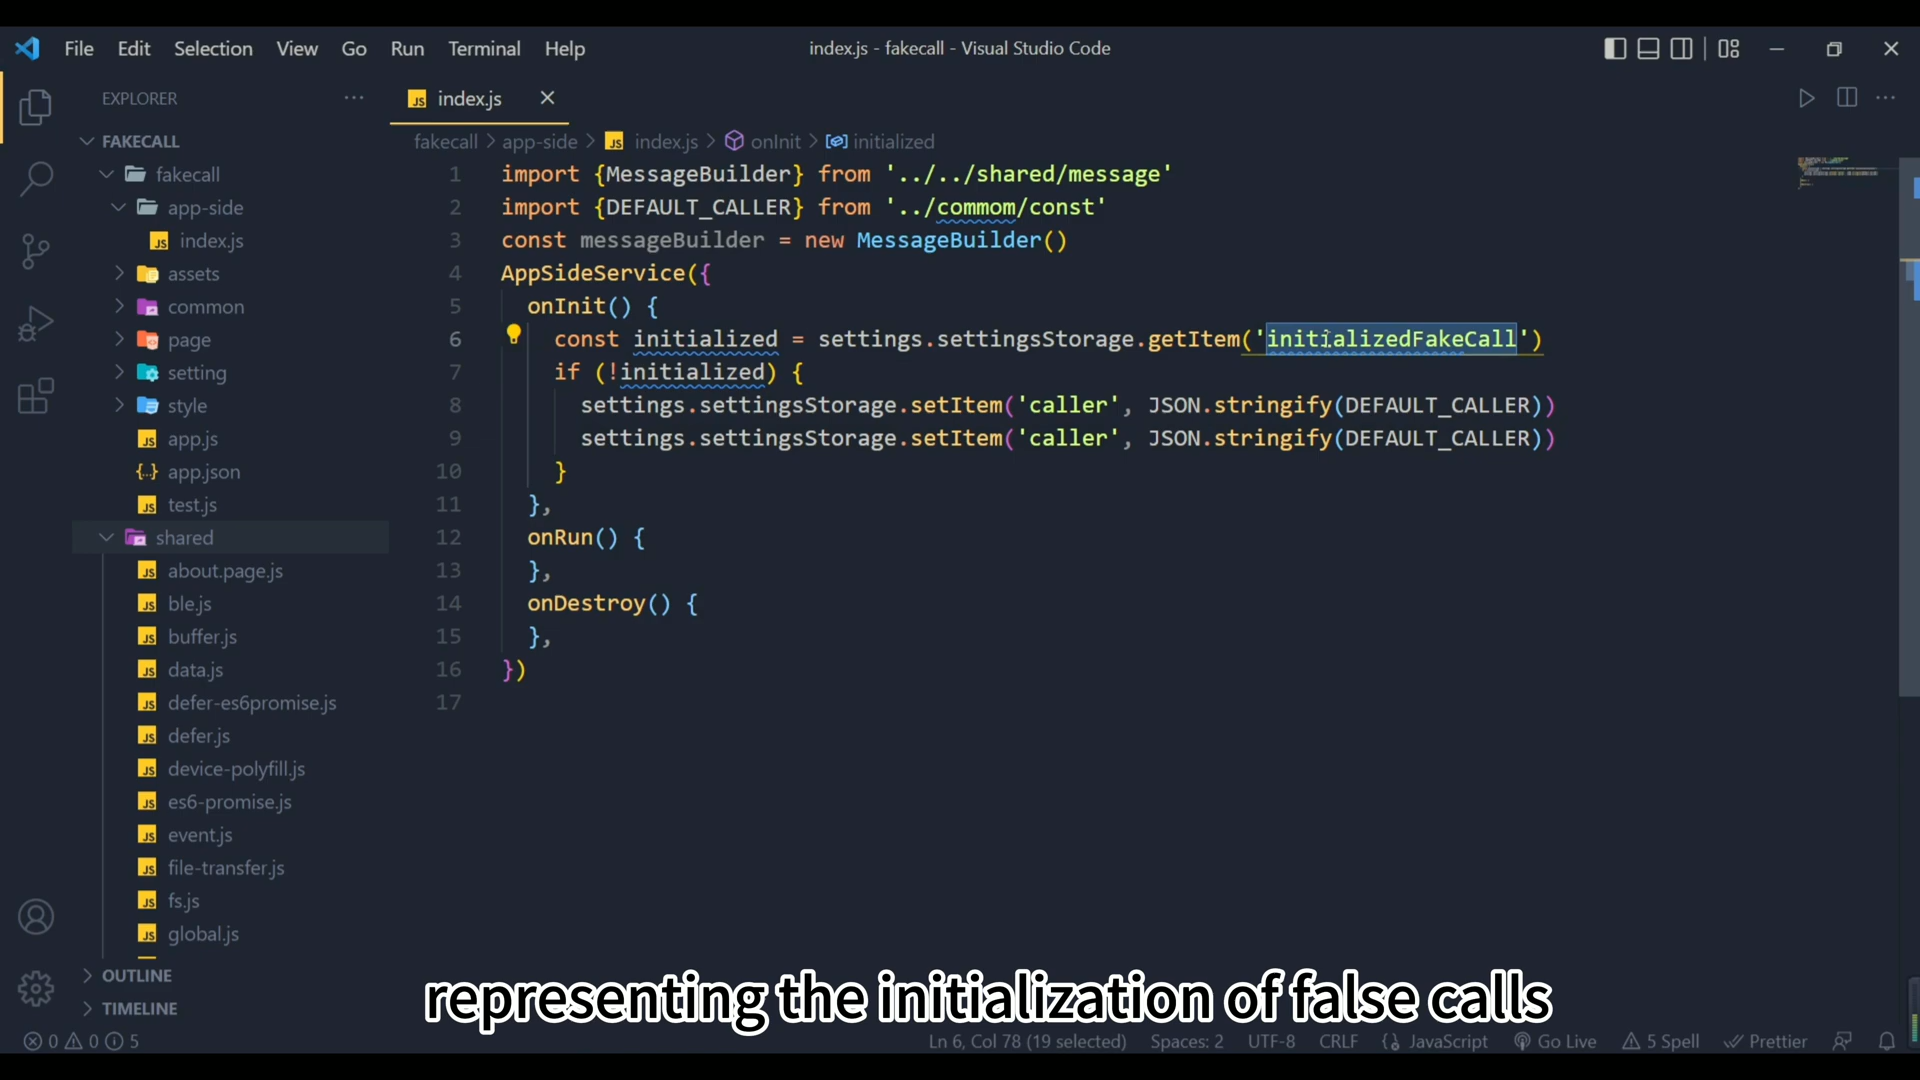 File Edit Selection View Go Run Terminal Help
index.js - fakecall - Visual Studio Code
EXPLORER
index.js
FAKECALL
fakecall
app-side
index.js
assets
common
page
setting
style
app.js
app.json
test.js
shared
about.page.js
ble.js
buffer.js
data.js
defer-es6promise.js
defer.js
device-polyfill.js
es6-promise.js
event.js
file-transfer.js
fs.js
global.js
OUTLINE
TIMELINE
fakecall > app-side > JS index.js > onInit > initialized
1 import {MessageBuilder} from '../../shared/message'
2 import {DEFAULT_CALLER} from '../commom/const'
3 const messageBuilder = new MessageBuilder()
4 AppSideService({
5 onInit() {
6 const initialized = settings.settingsStorage.getItem('initializedFakeCall')
7 if (!initialized) {
8 settings.settingsStorage.setItem('caller', JSON.stringify(DEFAULT_CALLER))
9 settings.settingsStorage.setItem('caller', JSON.stringify(DEFAULT_CALLER))
10 }
11 },
12 onRun() {
13 },
14 onDestroy() {
15 },
16 })
17
representing the initialization of false calls
0 0 5 Ln 6, Col 78 (19 selected) Spaces: 2 UTF-8 CRLF JavaScript Go Live 5 Spell Prettier